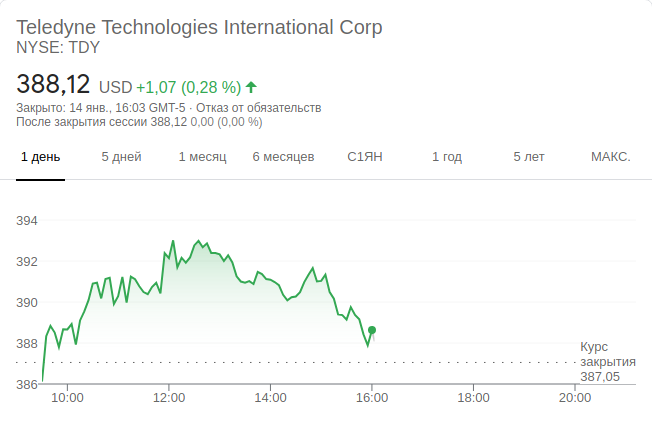 Teledyne Technologies International Corp
NYSE: TDY
388,12 USD +1,07 (0,28 %)
Закрыто: 14 янв., 16:03 GMT-5 · Отказ от обязательств
После закрытия сессии 388,12 0,00 (0,00 %)
1 день 5 дней 1 месяц 6 месяцев С1ЯН 1 год 5 лет МАКС.
394
392
390
388
Курс
закрытия
387,05
386
10:00 12:00 14:00 16:00 18:00 20:00